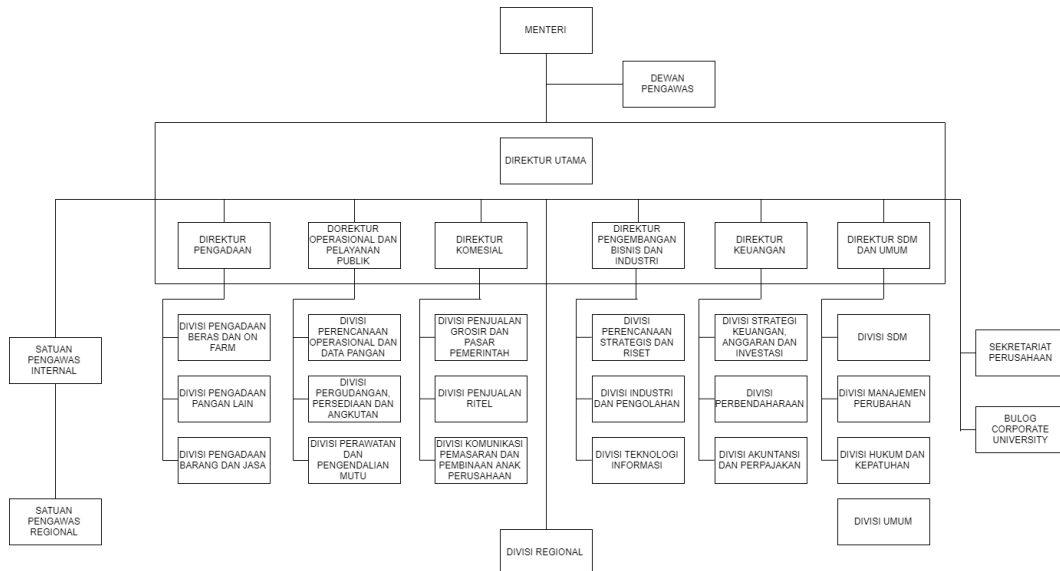 MENTERI
DEWAN
PENGAWAS
DIREKTUR UTAMA
DIREKTUR
PENGADAAN
DOREKTUR
OPERASIONAL DAN
PELAYANAN
PUBLIK
DIREKTUR
KOMESIAL
DIREKTUR
PENGEMBANGAN
BISNIS DAN
INDUSTRI
DIREKTUR
KEUANGAN
DIREKTUR SDM
DAN UMUM
DIVISI PENGADAAN
BERAS DAN ON
FARM
DIVISI
PERENCANAAN
OPERASIONAL DAN
DATA PANGAN
DIVISI PENJUALAN
GROSIR DAN
PASAR
PEMERINTAH
DIVISI
PERENCANAAN
STRATEGIS DAN
RISET
DIVISI STRATEGI
KEUANGAN,
ANGGARAN DAN
INVESTASI
DIVISI SDM
SATUAN
PENGAWAS
INTERNAL
SEKRETARIAT
PERUSAHAAN
DIVISI PENGADAAN
PANGAN LAIN
DIVISI
PERGUDANGAN,
PERSEDIAAN DAN
ANGKUTAN
DIVISI PENJUALAN
RITEL
DIVISI INDUSTRI
DAN PENGOLAHAN
DIVISI
PERBENDAHARAAN
DIVISI MANAJEMEN
PERUBAHAN
BULOG
CORPORATE
UNIVERSITY
DIVISI PENGADAAN
BARANG DAN JASA
DIVISI PERAWATAN
DAN
PENGENDALIAN
MUTU
DIVISI KOMUNIKASI
PEMASARAN DAN
PEMBINAAN ANAK
PERUSAHAAN
DIVISI TEKNOLOGI
INFORMASI
DIVISI AKUNTANSI
DAN PERPAJAKAN
DIVISI HUKUM DAN
KEPATUHAN
SATUAN
PENGAWAS
REGIONAL
DIVISI UMUM
DIVISI REGIONAL